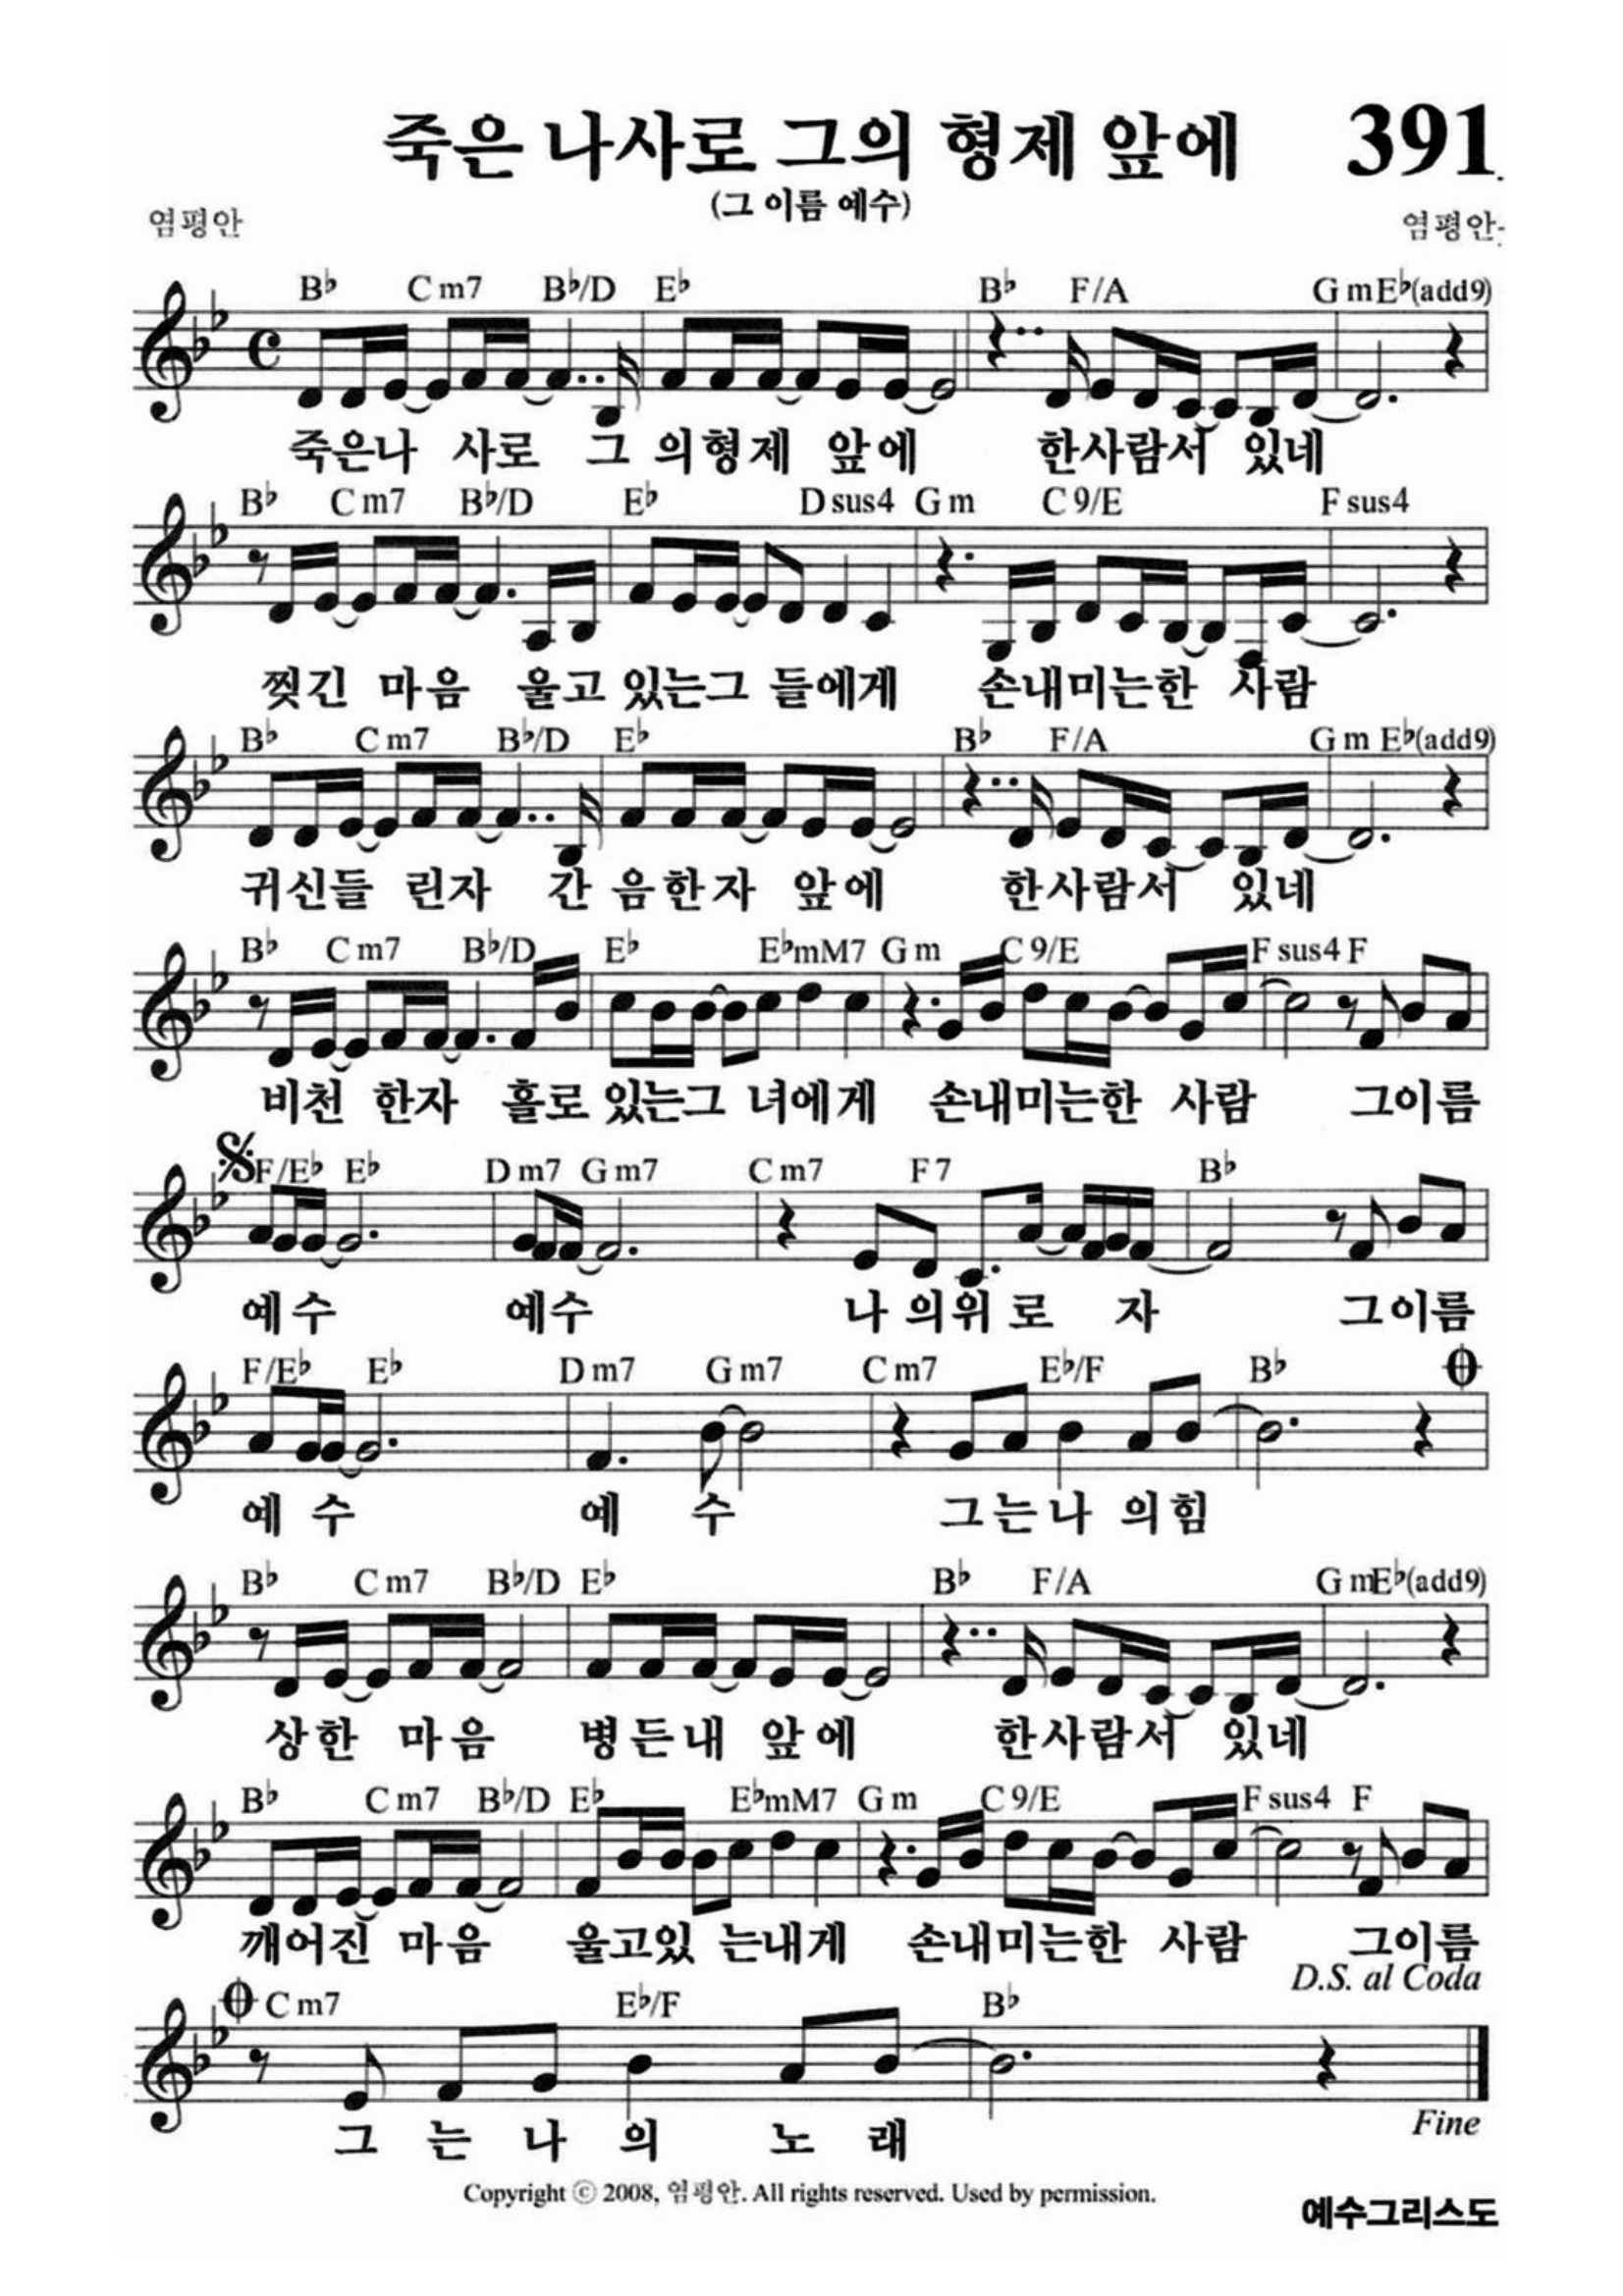 죽은 나사로 그의 형제 앞에 391
(그 이름 예수)
염평안 염평안
B♭ Cm7 B♭/D E♭ B♭ F/A Gm E♭(add9)
죽은나 사로 그 의형제 앞에 한사람서 있네
B♭ Cm7 B♭/D E♭ Dsus4 Gm C9/E Fsus4
찢긴 마음 울고 있는그 들에게 손내미는한 사람
B♭ Cm7 B♭/D E♭ B♭ F/A Gm E♭(add9)
귀신들 린자 간 음한자 앞에 한사람서 있네
B♭ Cm7 B♭/D E♭ E♭mM7 Gm C9/E Fsus4 F
비천 한자 홀로 있는그 녀에게 손내미는한 사람 그이름
F/E♭ E♭ Dm7 Gm7 Cm7 F7 B♭
예수 예수 나의위로 자 그이름
F/E♭ E♭ Dm7 Gm7 Cm7 E♭/F B♭
예 수 예 수 그는나 의힘
B♭ Cm7 B♭/D E♭ B♭ F/A Gm E♭(add9)
상한 마음 병든내 앞에 한사람서 있네
B♭ Cm7 B♭/D E♭ E♭mM7 Gm C9/E Fsus4 F
깨어진 마음 울고있 는내게 손내미는한 사람 그이름
D.S. al Coda
Cm7 E♭/F B♭
그 는 나 의 노 래
Fine
Copyright ⓒ 2008, 염평안. All rights reserved. Used by permission.
예수그리스도